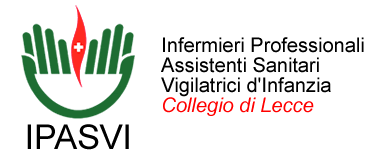 Infermieri Professionali
Assistenti Sanitari
Vigilatrici d'Infanzia
Collegio di Lecce
IPASVI